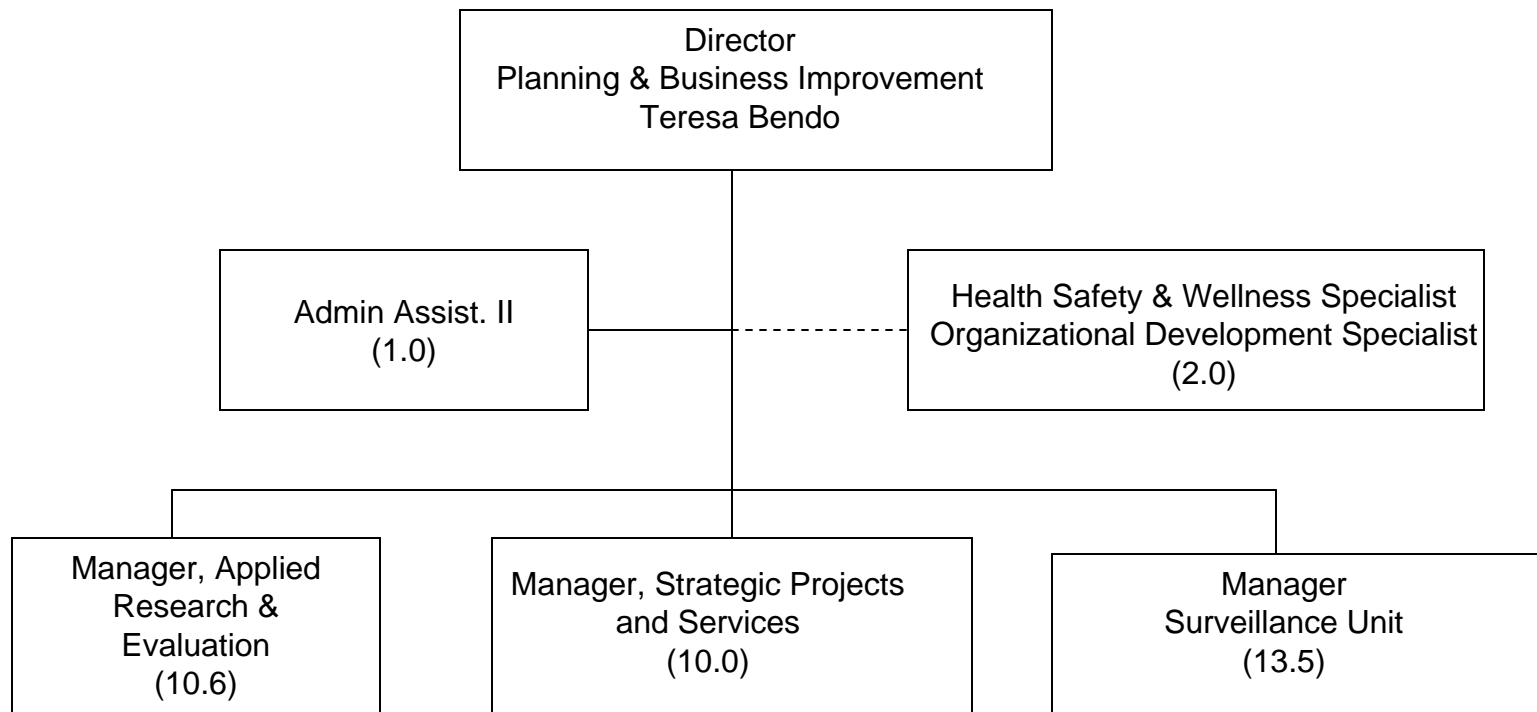 Director
Planning & Business Improvement
Teresa Bendo
Admin Assist. II
(1.0)
Health Safety & Wellness Specialist
Organizational Development Specialist
(2.0)
Manager, Applied
Research &
Evaluation
(10.6)
Manager, Strategic Projects
and Services
(10.0)
Manager
Surveillance Unit
(13.5)